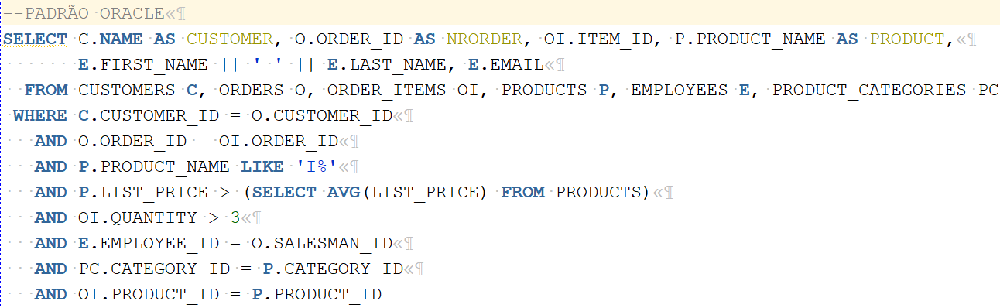 --PADRÃO ORACLE
SELECT C.NAME AS CUSTOMER, O.ORDER_ID AS NRORDER, OI.ITEM_ID, P.PRODUCT_NAME AS PRODUCT,
       E.FIRST_NAME || ' ' || E.LAST_NAME, E.EMAIL
  FROM CUSTOMERS C, ORDERS O, ORDER_ITEMS OI, PRODUCTS P, EMPLOYEES E, PRODUCT_CATEGORIES PC
 WHERE C.CUSTOMER_ID = O.CUSTOMER_ID
   AND O.ORDER_ID = OI.ORDER_ID
   AND P.PRODUCT_NAME LIKE 'I%'
   AND P.LIST_PRICE > (SELECT AVG(LIST_PRICE) FROM PRODUCTS)
   AND OI.QUANTITY > 3
   AND E.EMPLOYEE_ID = O.SALESMAN_ID
   AND PC.CATEGORY_ID = P.CATEGORY_ID
   AND OI.PRODUCT_ID = P.PRODUCT_ID